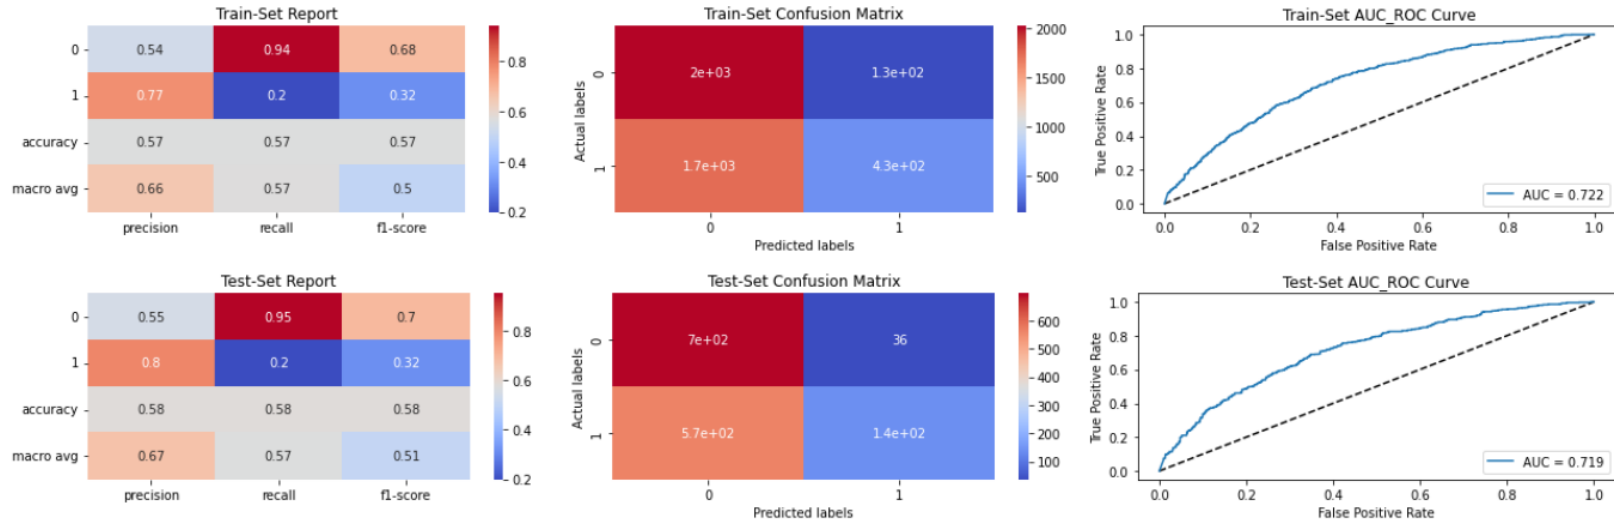 Train-Set Report
0 0.54 0.94 0.68
1 0.77 0.2 0.32
accuracy 0.57 0.57 0.57
macro avg 0.66 0.57 0.5
precision recall f1-score
0.8
0.6
0.4
0.2
Train-Set Confusion Matrix
Actual labels
0 2e+03 1.3e+02
1 1.7e+03 4.3e+02
0 1
Predicted labels
2000
1500
1000
500
Train-Set AUC_ROC Curve
True Positive Rate
1.0
0.8
0.6
0.4
0.2
0.0
AUC = 0.722
0.0 0.2 0.4 0.6 0.8 1.0
False Positive Rate
Test-Set Report
0 0.55 0.95 0.7
1 0.8 0.2 0.32
accuracy 0.58 0.58 0.58
macro avg 0.67 0.57 0.51
precision recall f1-score
0.8
0.6
0.4
0.2
Test-Set Confusion Matrix
Actual labels
0 7e+02 36
1 5.7e+02 1.4e+02
0 1
Predicted labels
600
500
400
300
200
100
Test-Set AUC_ROC Curve
True Positive Rate
1.0
0.8
0.6
0.4
0.2
0.0
AUC = 0.719
0.0 0.2 0.4 0.6 0.8 1.0
False Positive Rate